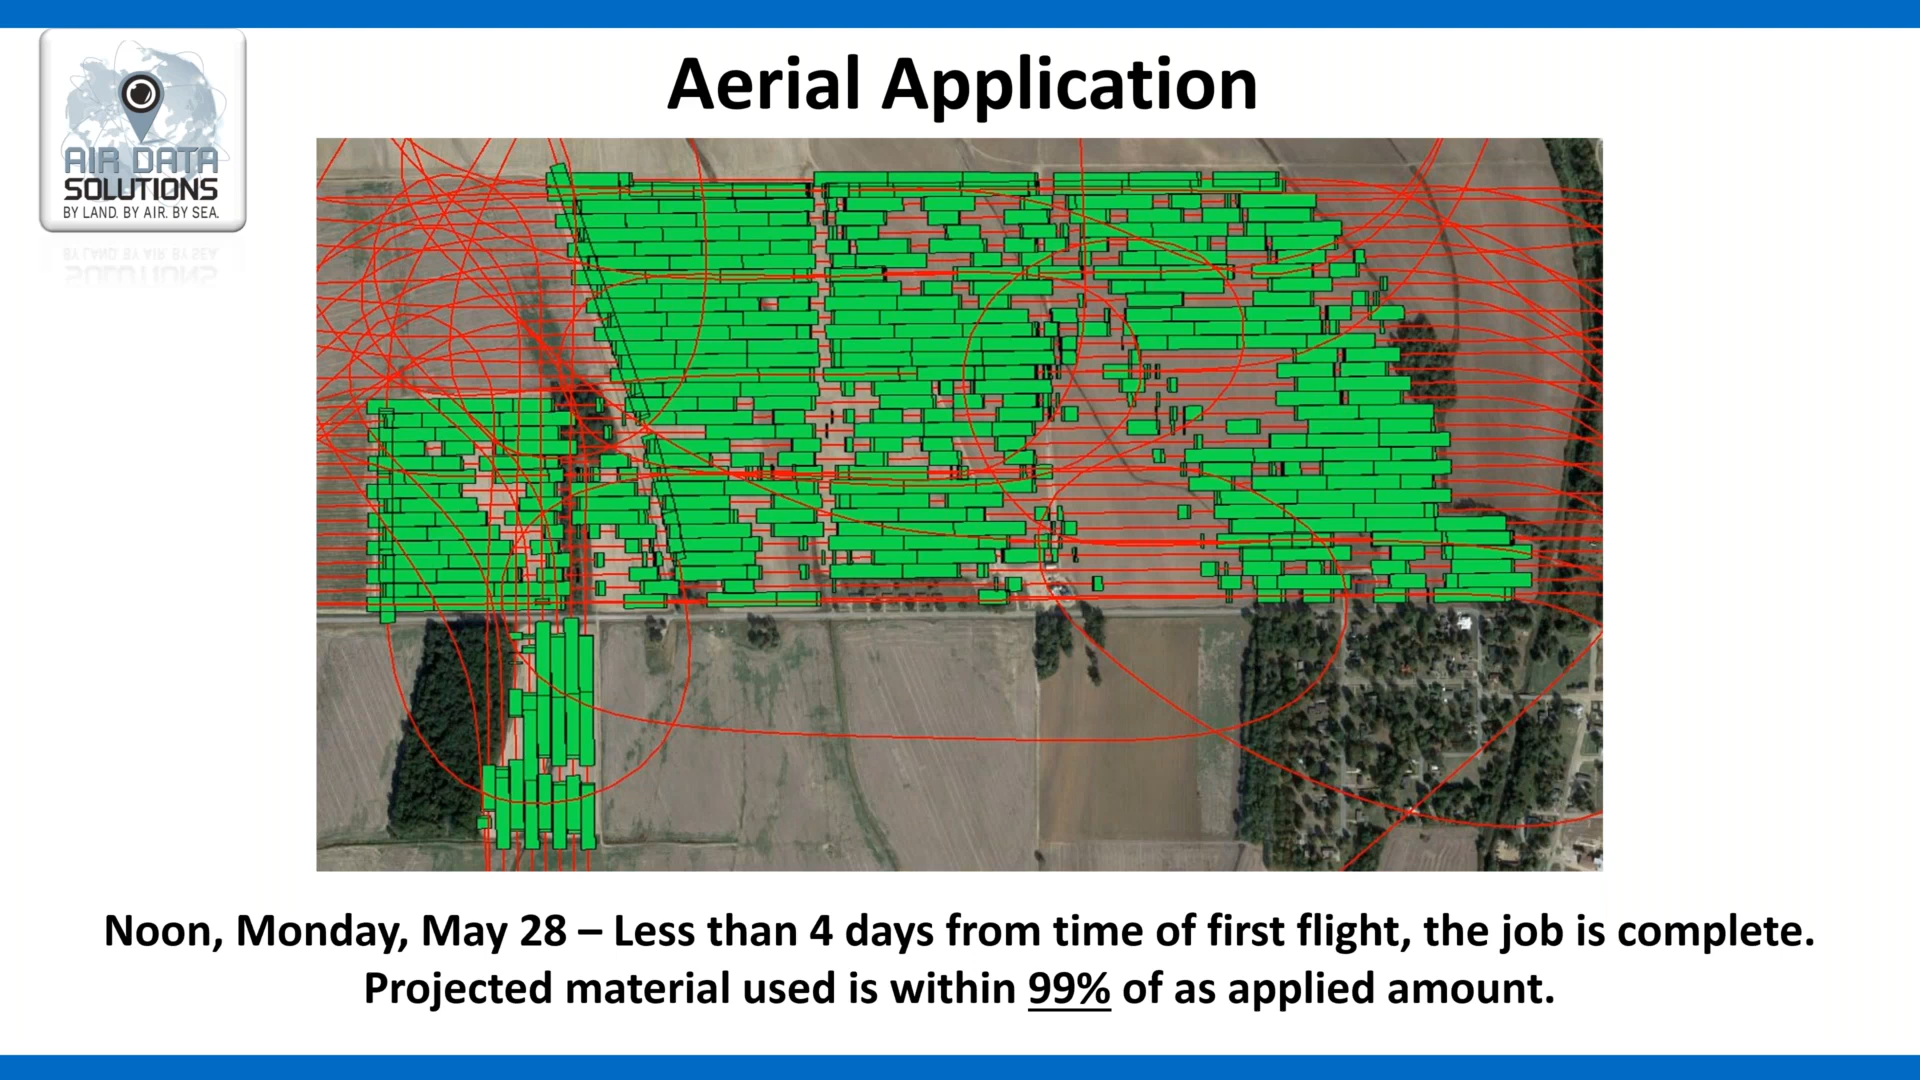 Aerial Application
AIR DATA
SOLUTIONS
BY LAND. BY AIR. BY SEA.
Noon, Monday, May 28 – Less than 4 days from time of first flight, the job is complete.
Projected material used is within 99% of as applied amount.